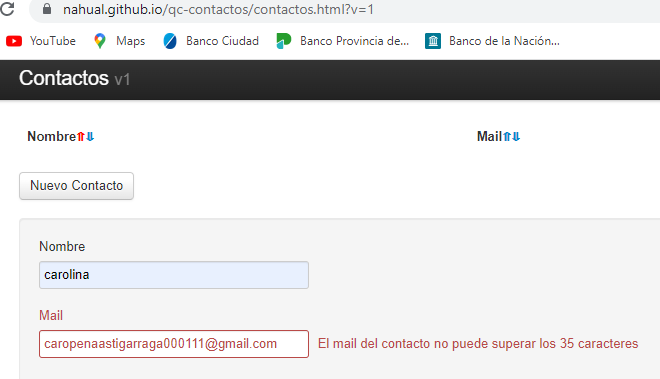 nahual.github.io/qc-contactos/contactos.html?v=1
YouTube Maps Banco Ciudad Banco Provincia de... Banco de la Nación...
Contactos v1
Nombre⇑⇓ Mail⇑⇓
Nuevo Contacto
Nombre
carolina
Mail
caropenaastigarraga000111@gmail.com El mail del contacto no puede superar los 35 caracteres